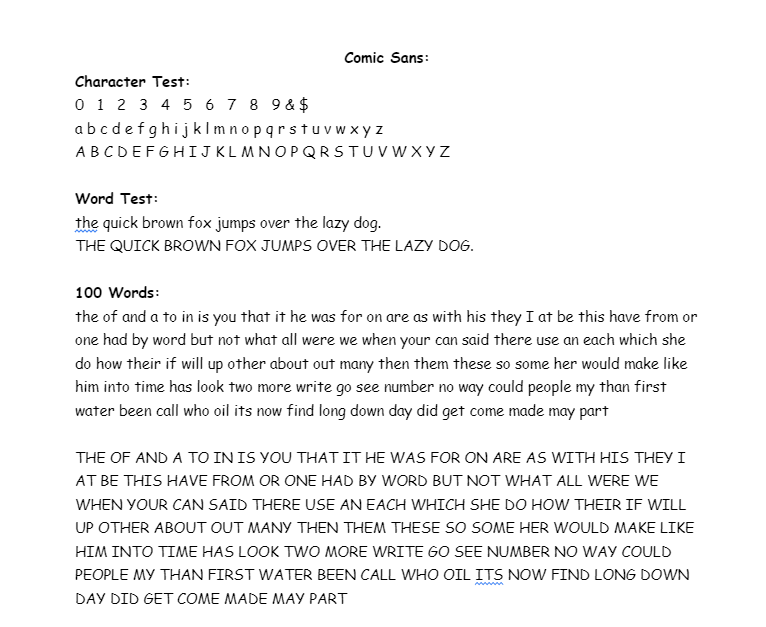 Comic Sans:
Character Test:
0 1 2 3 4 5 6 7 8 9 & $
a b c d e f g h i j k l m n o p q r s t u v w x y z
A B C D E F G H I J K L M N O P Q R S T U V W X Y Z
Word Test:
the quick brown fox jumps over the lazy dog.
THE QUICK BROWN FOX JUMPS OVER THE LAZY DOG.
100 Words:
the of and a to in is you that it he was for on are as with his they I at be this have from or
one had by word but not what all were we when your can said there use an each which she
do how their if will up other about out many then them these so some her would make like
him into time has look two more write go see number no way could people my than first
water been call who oil its now find long down day did get come made may part
THE OF AND A TO IN IS YOU THAT IT HE WAS FOR ON ARE AS WITH HIS THEY I
AT BE THIS HAVE FROM OR ONE HAD BY WORD BUT NOT WHAT ALL WERE WE
WHEN YOUR CAN SAID THERE USE AN EACH WHICH SHE DO HOW THEIR IF WILL
UP OTHER ABOUT OUT MANY THEN THEM THESE SO SOME HER WOULD MAKE LIKE
HIM INTO TIME HAS LOOK TWO MORE WRITE GO SEE NUMBER NO WAY COULD
PEOPLE MY THAN FIRST WATER BEEN CALL WHO OIL ITS NOW FIND LONG DOWN
DAY DID GET COME MADE MAY PART